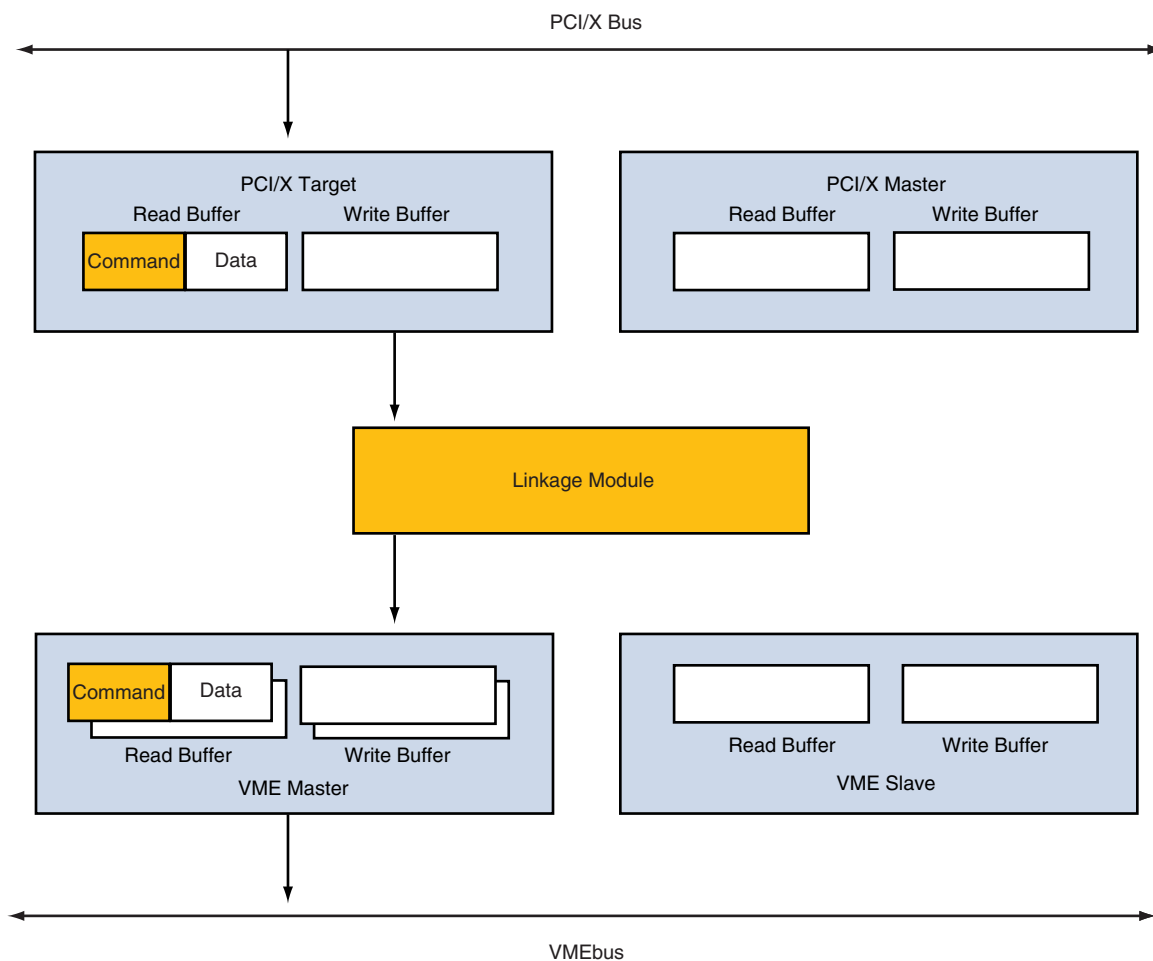 PCI/X Bus
PCI/X Target
Read Buffer
Write Buffer
Command
Data
PCI/X Master
Read Buffer
Write Buffer
Linkage Module
Command
Data
Read Buffer
Write Buffer
VME Master
Read Buffer
Write Buffer
VME Slave
VMEbus